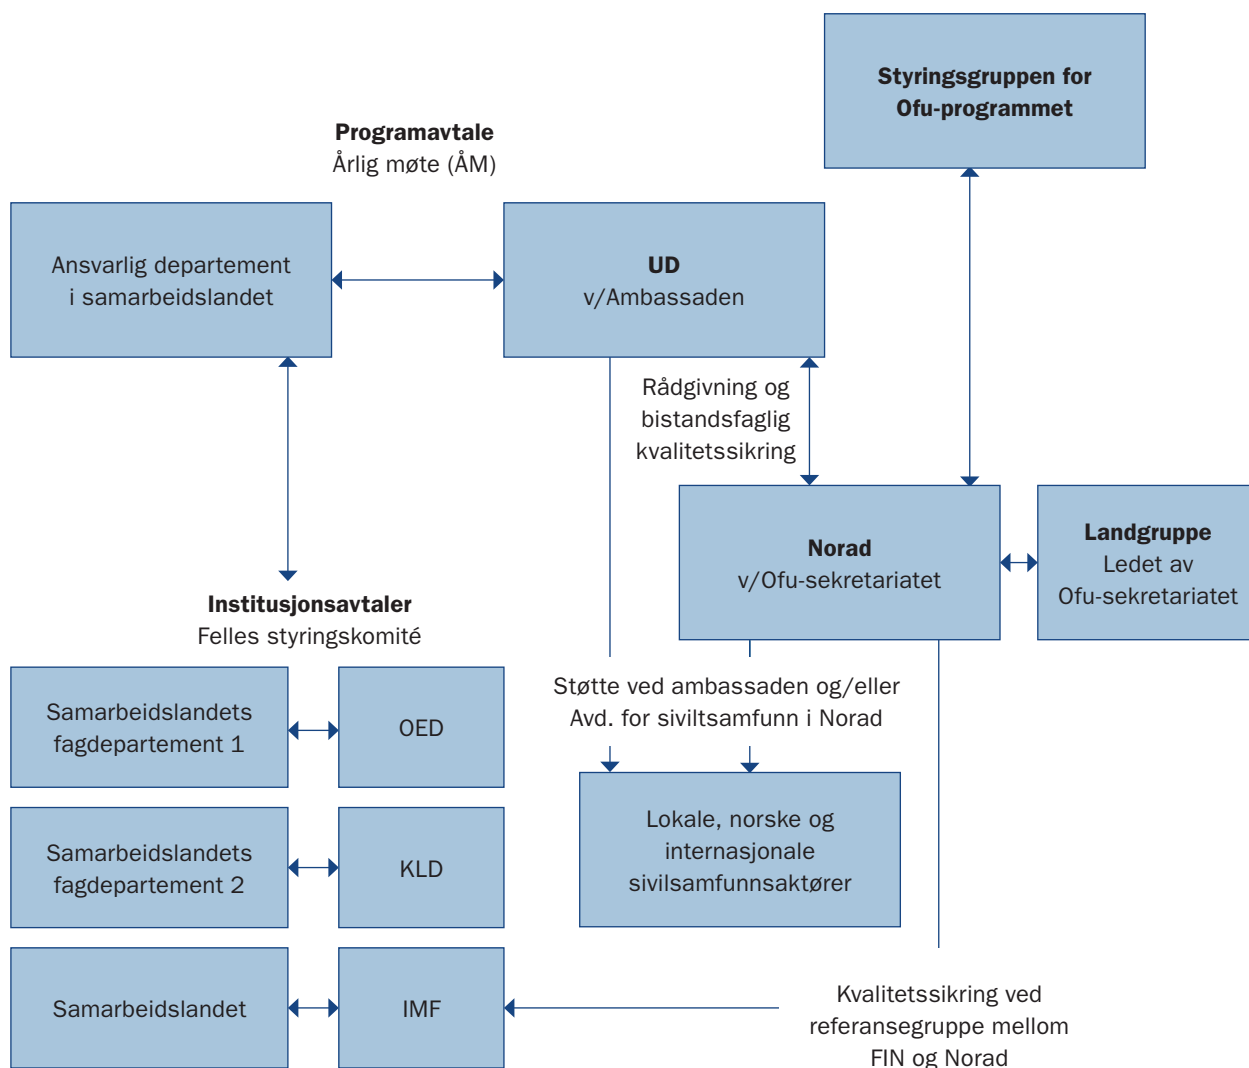 Styringsgruppen for
Ofu-programmet
Programavtale
Årlig møte (ÅM)
Ansvarlig departement
i samarbeidslandet
UD
v/Ambassaden
Rådgivning og
bistandsfaglig
kvalitetssikring
Norad
v/Ofu-sekretariatet
Landgruppe
Ledet av
Ofu-sekretariatet
Institusjonsavtaler
Felles styringskomité
Samarbeidslandets
fagdepartement 1
OED
Støtte ved ambassaden og/eller
Avd. for siviltsamfunn i Norad
Samarbeidslandets
fagdepartement 2
KLD
Lokale, norske og
internasjonale
sivilsamfunnsaktører
Samarbeidslandet
IMF
Kvalitetssikring ved
referansegruppe mellom
FIN og Norad